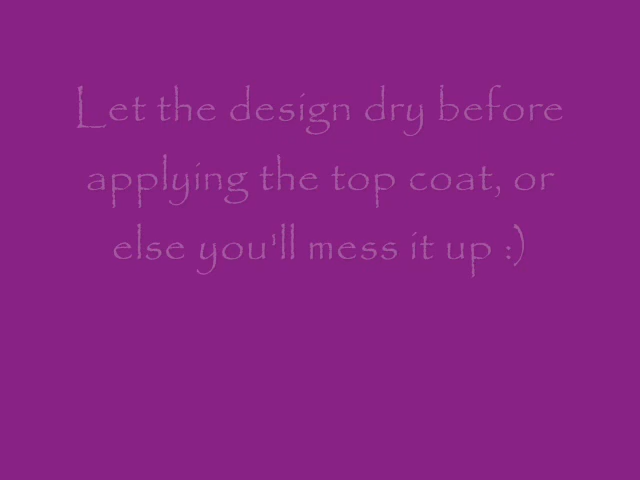 Let the design dry before
applying the top coat, or
else you'll mess it up :)